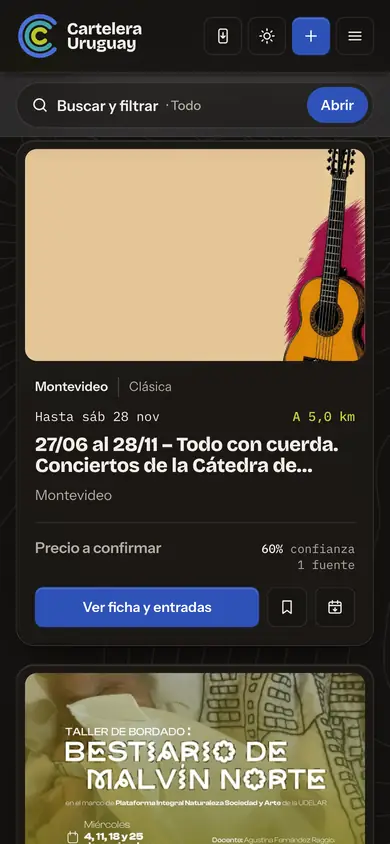 Cartelera
Uruguay
Buscar y filtrar · Todo
Abrir
Montevideo
Clásica
Hasta sáb 28 nov
A 5,0 km
27/06 al 28/11 – Todo con cuerda.
Conciertos de la Cátedra de...
Montevideo
Precio a confirmar
60% confianza
1 fuente
Ver ficha y entradas
TALLER DE BORDADO:
BESTIARIO DE
MALVÍN NORTE
en el marco de Plataforma Integral Naturaleza Sociedad y Arte de la UDELAR
Miércoles
4, 11, 18 y 25
Docente: Agustina Fernández Raggio